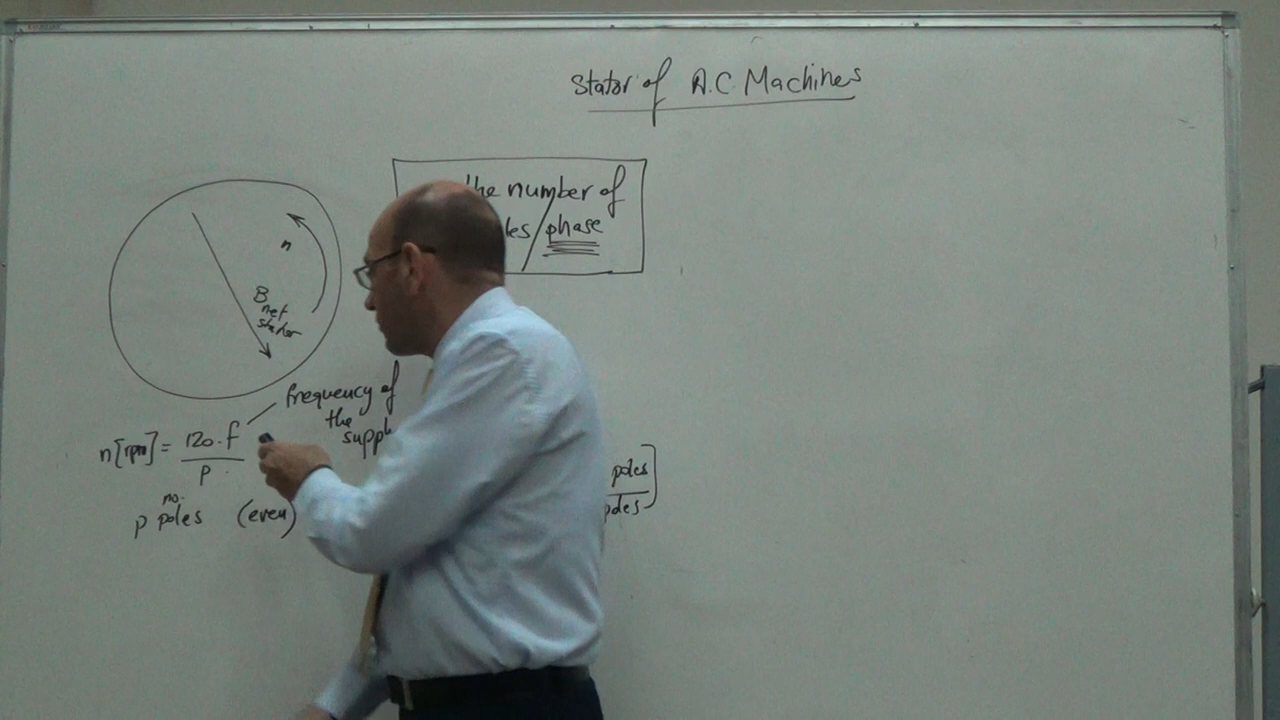 Stator of A.C. Machines
the number of
les/phase
n
B
net
stator
frequency of
the
suppl
n[rpm] = 120.f
p
no.
p poles (even)
poles
poles